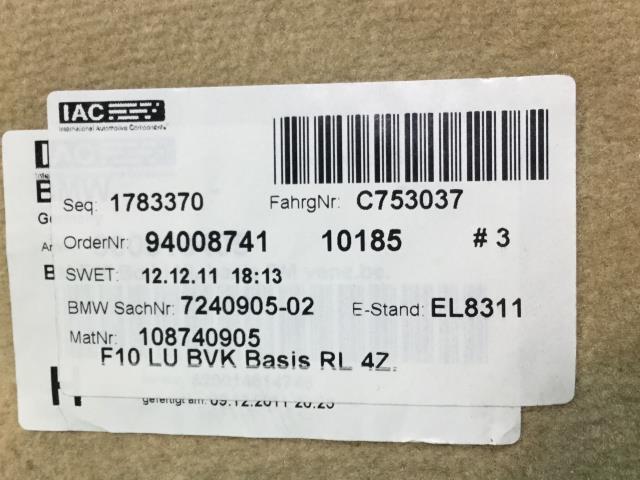 IAC
International Automotive Components
Seq: 1783370 FahrgNr: C753037
OrderNr: 94008741 10185 # 3
SWET: 12.12.11 18:13
BMW SachNr: 7240905-02 E-Stand: EL8311
MatNr: 108740905
F10 LU BVK Basis RL 4Z.
gefertigt am: 09.12.2011 20:25